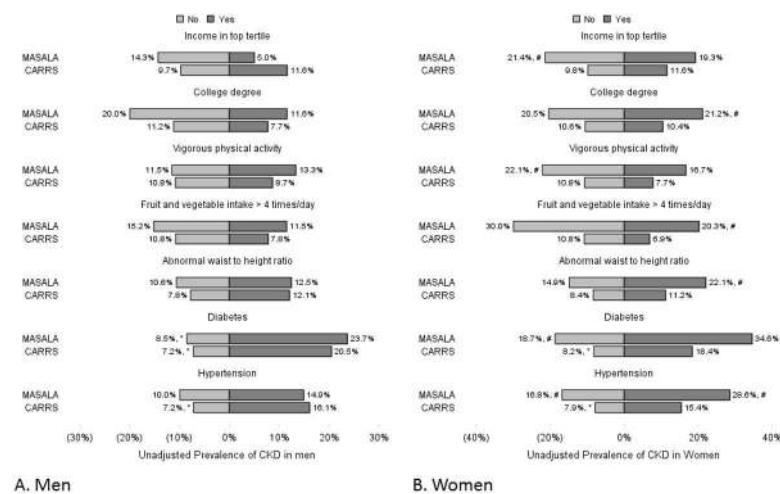 No Yes
Income in top tertile
MASALA 14.3% 5.0%
CARRS 9.7% 11.6%
College degree
MASALA 20.0% 11.6%
CARRS 11.2% 7.7%
Vigorous physical activity
MASALA 11.5% 13.3%
CARRS 10.8% 8.7%
Fruit and vegetable intake > 4 times/day
MASALA 15.2% 11.5%
CARRS 10.8% 7.8%
Abnormal waist to height ratio
MASALA 10.6% 12.5%
CARRS 7.8% 12.1%
Diabetes
MASALA 8.5%, * 23.7%
CARRS 7.2%, * 20.5%
Hypertension
MASALA 10.0% 14.9%
CARRS 7.2%, * 16.1%
(30%) (20%) (10%) 0% 10% 20% 30%
Unadjusted Prevalence of CKD in men
A. Men
No Yes
Income in top tertile
MASALA 21.4%, # 19.3%
CARRS 9.8% 11.6%
College degree
MASALA 20.5% 21.2%, #
CARRS 10.6% 10.4%
Vigorous physical activity
MASALA 22.1%, # 16.7%
CARRS 10.8% 7.7%
Fruit and vegetable intake > 4 times/day
MASALA 30.0% 20.3%, #
CARRS 10.8% 6.9%
Abnormal waist to height ratio
MASALA 14.9% 22.1%, #
CARRS 8.4% 11.2%
Diabetes
MASALA 18.7%, # 34.6%
CARRS 8.2%, * 18.4%
Hypertension
MASALA 16.8%, # 28.6%, #
CARRS 7.9%, * 15.4%
(40%) (20%) 0% 20% 40%
Unadjusted Prevalence of CKD in Women
B. Women